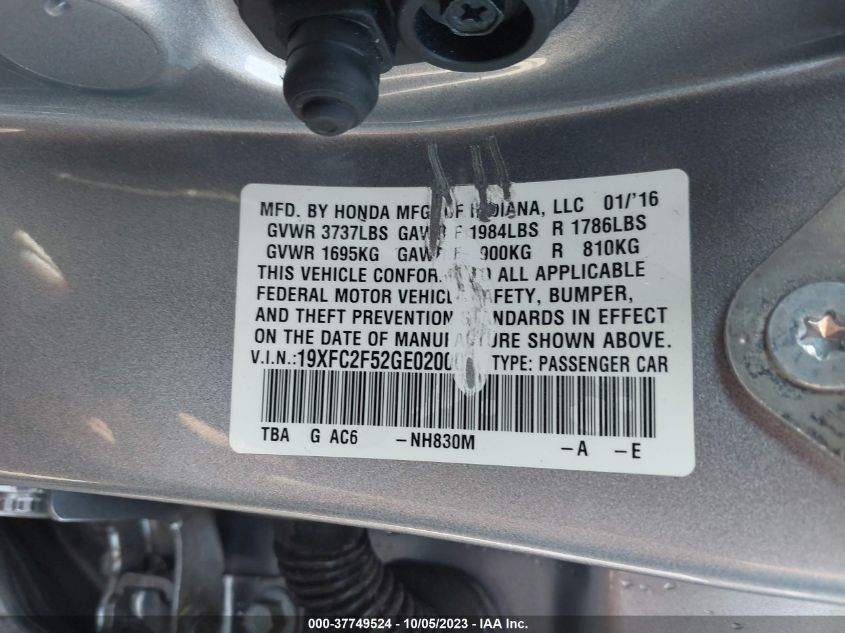 MFD. BY HONDA MFG. OF INDIANA, LLC 01/'16
GVWR 3737LBS GAWR F 1984LBS R 1786LBS
GVWR 1695KG GAWR F 900KG R 810KG
THIS VEHICLE CONFORMS TO ALL APPLICABLE
FEDERAL MOTOR VEHICLE SAFETY, BUMPER,
AND THEFT PREVENTION STANDARDS IN EFFECT
ON THE DATE OF MANUFACTURE SHOWN ABOVE.
V.I.N.: TYPE: PASSENGER CAR
TBA G AC6 -NH830M -A -E
000-37749524 - 10/05/2023 - IAA Inc.